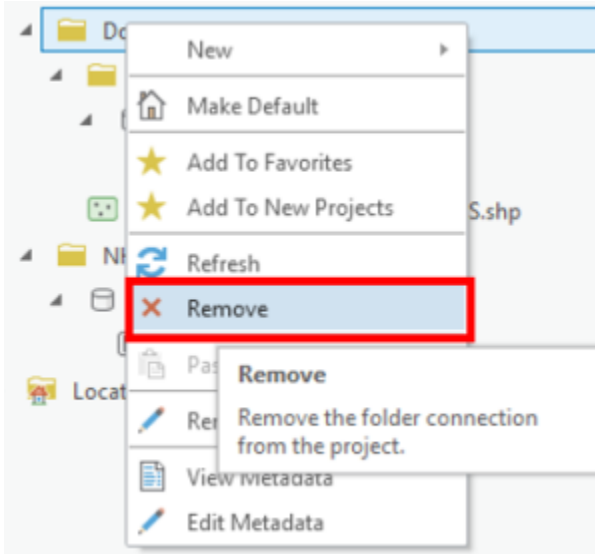 New
Make Default
Add To Favorites
Add To New Projects
S.shp
Refresh
Remove
Remove
Remove the folder connection
from the project.
View Metadata
Edit Metadata